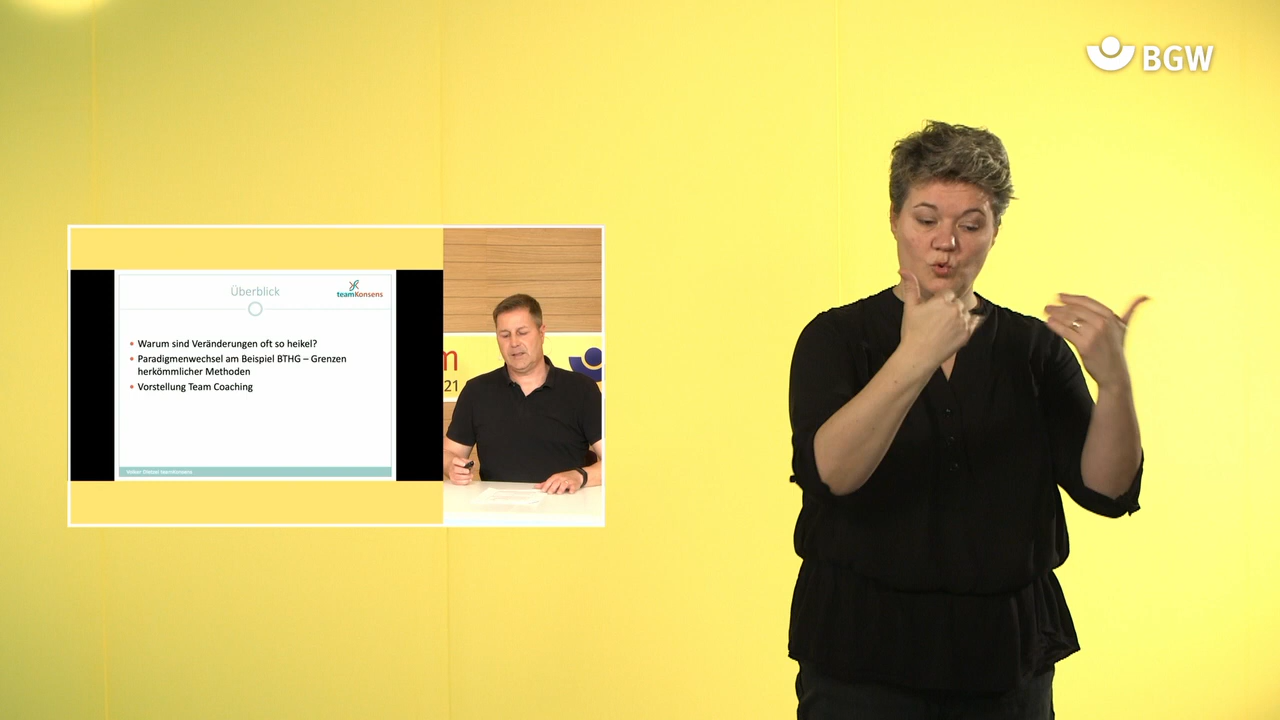 BGW
Überblick
teamKonsens
Warum sind Veränderungen oft so heikel?
Paradigmenwechsel am Beispiel BTHG – Grenzen
herkömmlicher Methoden
Vorstellung Team Coaching
m
21